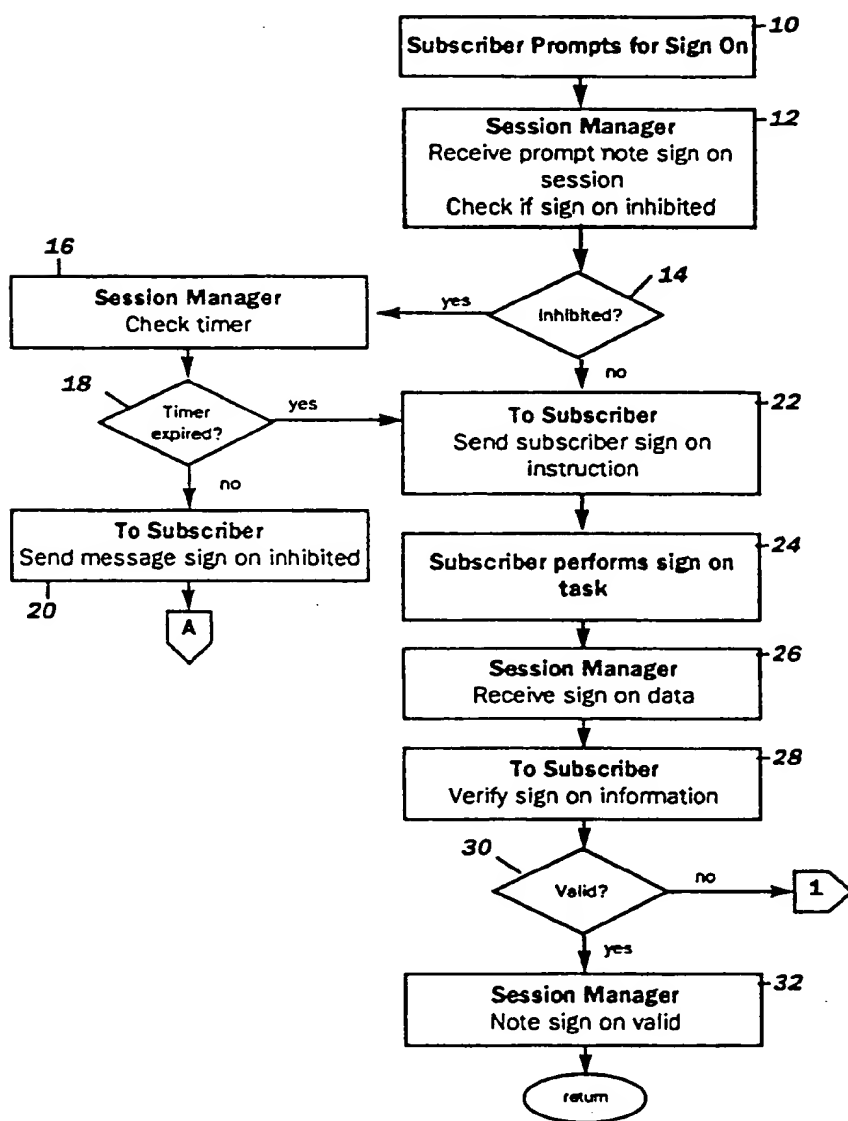 10
Subscriber Prompts for Sign On
12
Session Manager
Receive prompt note sign on
session
Check if sign on inhibited
14
Inhibited?
yes
no
16
Session Manager
Check timer
18
Timer
expired?
yes
no
20
To Subscriber
Send message sign on inhibited
A
22
To Subscriber
Send subscriber sign on
instruction
24
Subscriber performs sign on
task
26
Session Manager
Receive sign on data
28
To Subscriber
Verify sign on information
30
Valid?
no
1
yes
32
Session Manager
Note sign on valid
return